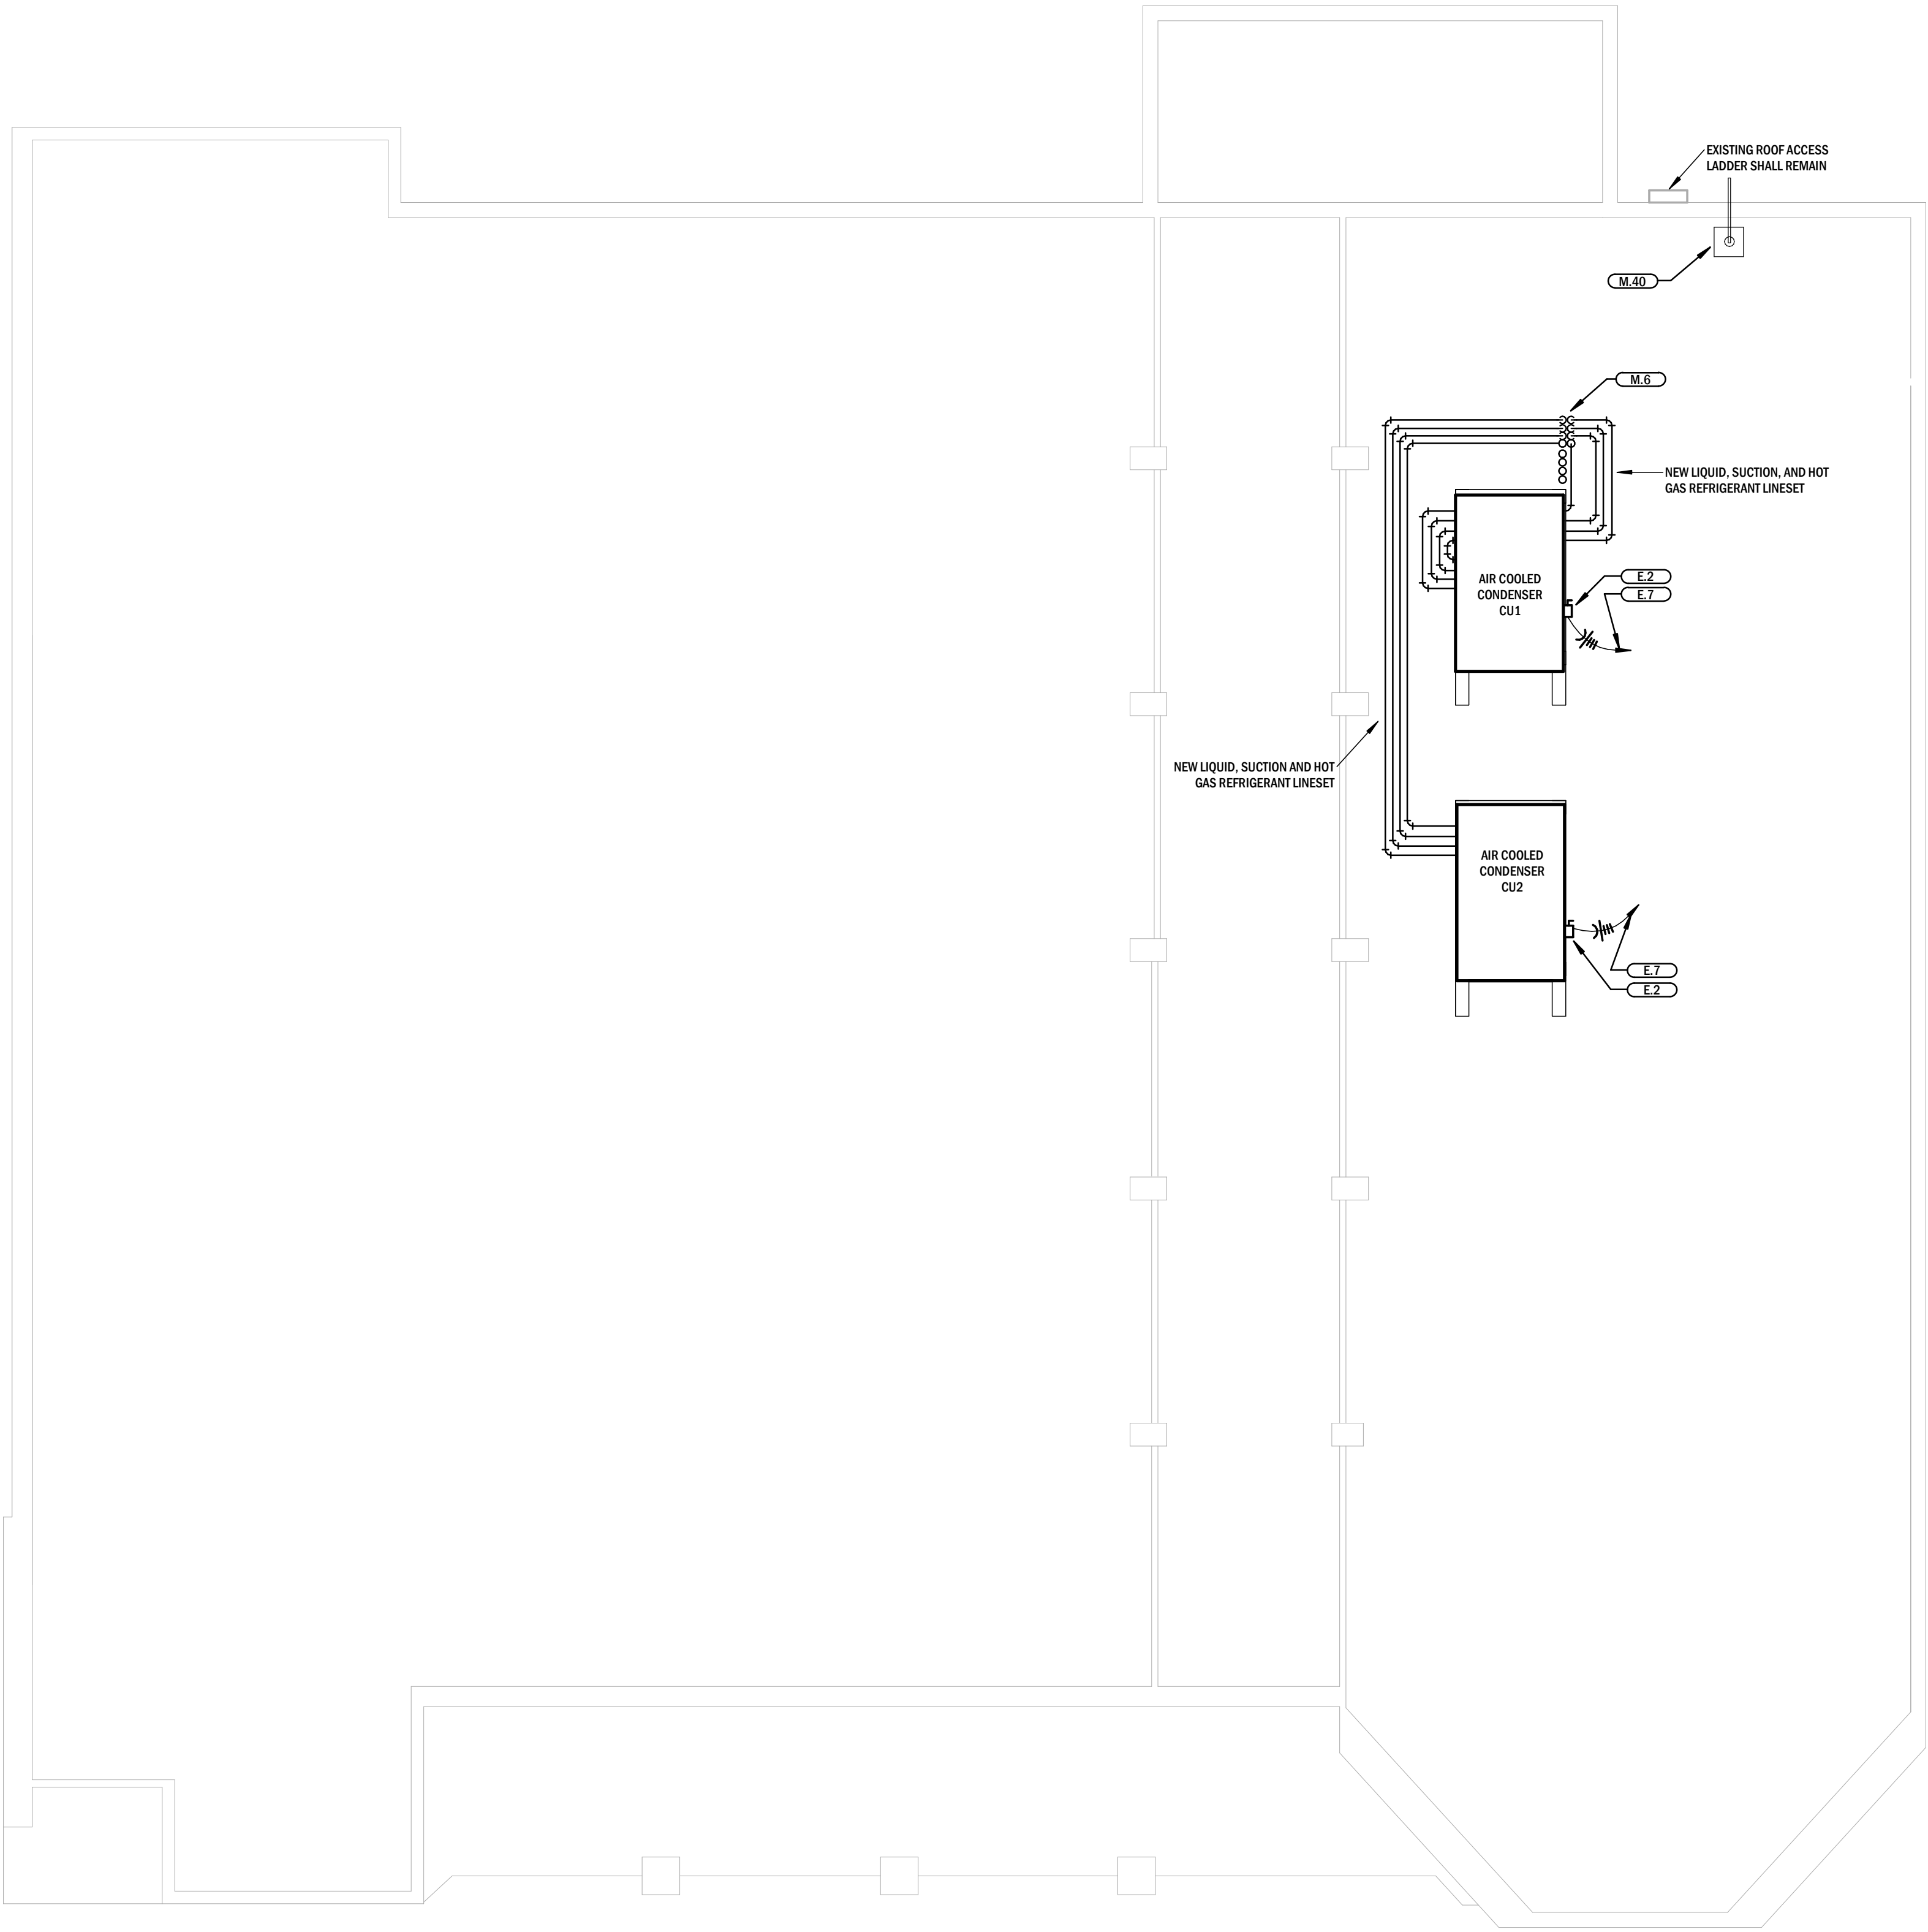 EXISTING ROOF ACCESS
LADDER SHALL REMAIN
M.40
M.6
NEW LIQUID, SUCTION, AND HOT
GAS REFRIGERANT LINESET
AIR COOLED
CONDENSER
CU1
E.2
E.7
NEW LIQUID, SUCTION AND HOT
GAS REFRIGERANT LINESET
AIR COOLED
CONDENSER
CU2
E.7
E.2